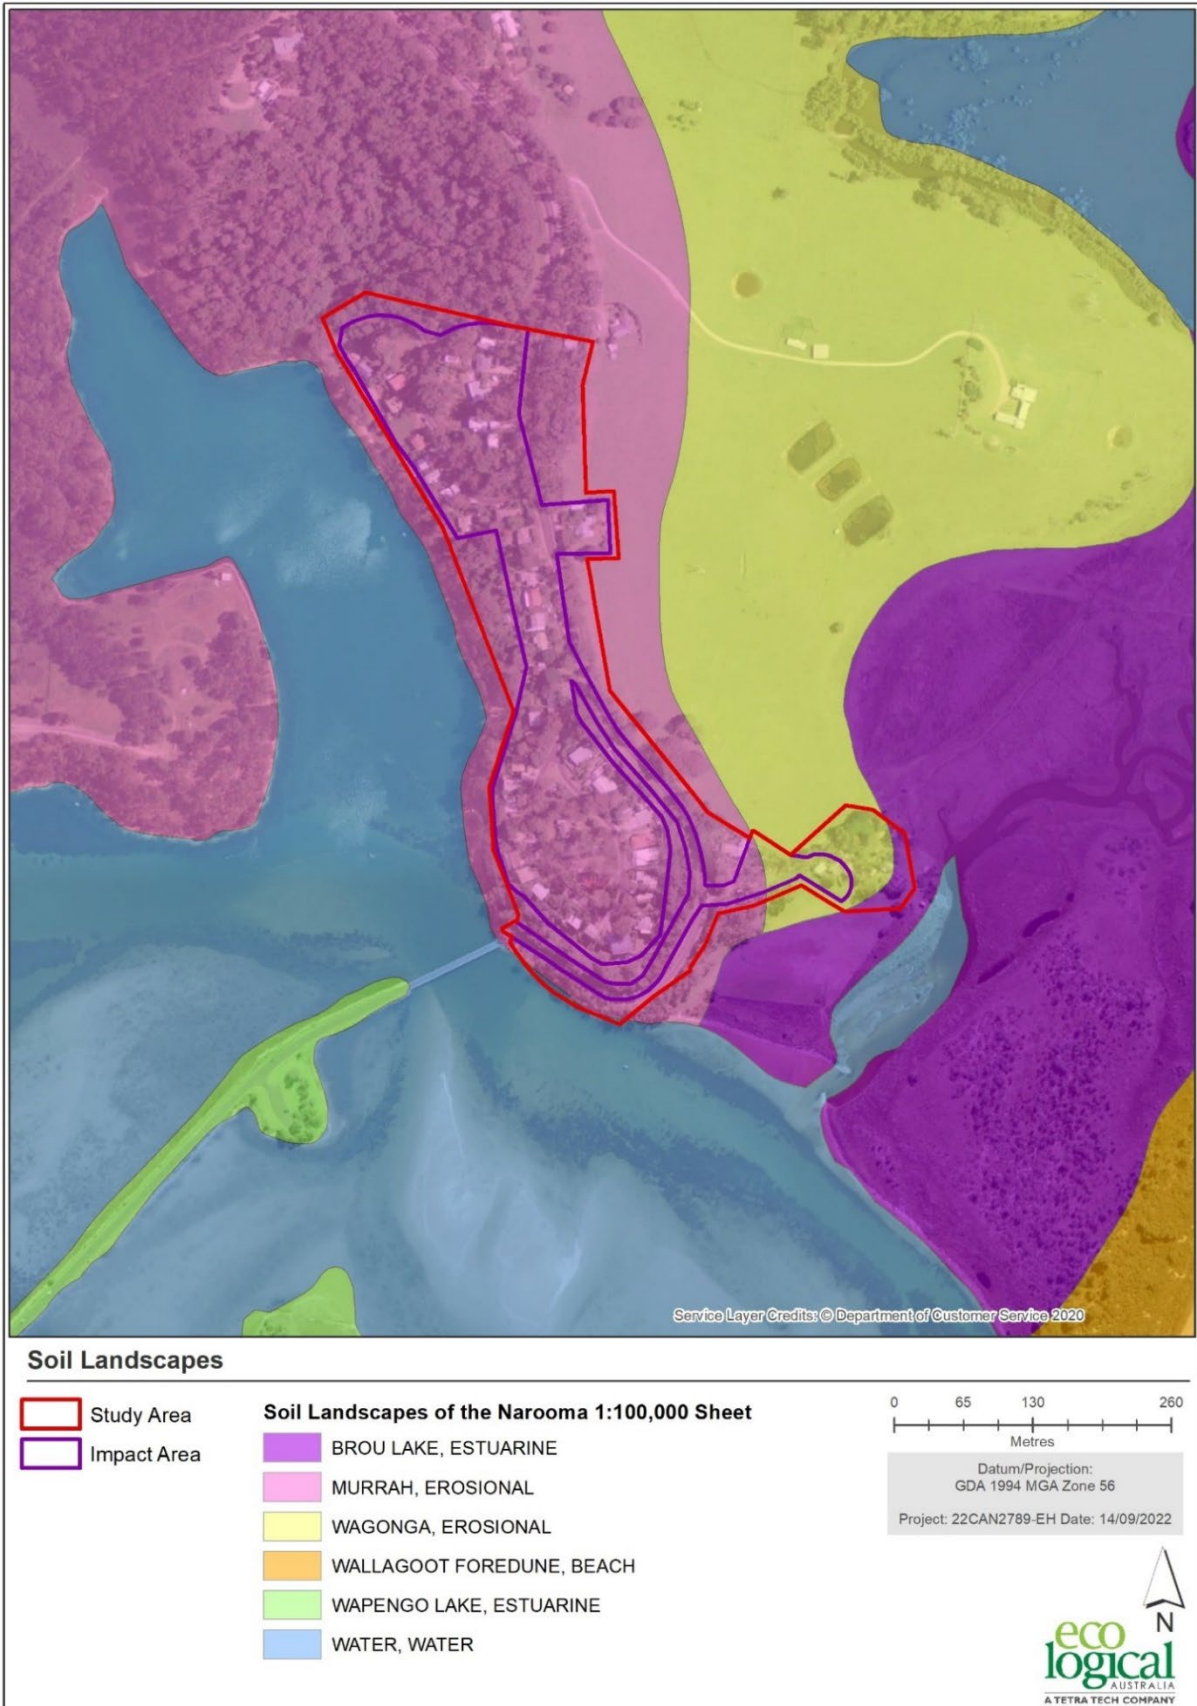 Service Layer Credits: © Department of Customer Service 2020
Soil Landscapes
Study Area
Impact Area
Soil Landscapes of the Narooma 1:100,000 Sheet
BROU LAKE, ESTUARINE
MURRAH, EROSIONAL
WAGONGA, EROSIONAL
WALLAGOOT FOREDUNE, BEACH
WAPENGO LAKE, ESTUARINE
WATER, WATER
0 65 130 260
Metres
Datum/Projection:
GDA 1994 MGA Zone 56
Project: 22CAN2789-EH Date: 14/09/2022
N
eco
logical
AUSTRALIA
A TETRA TECH COMPANY